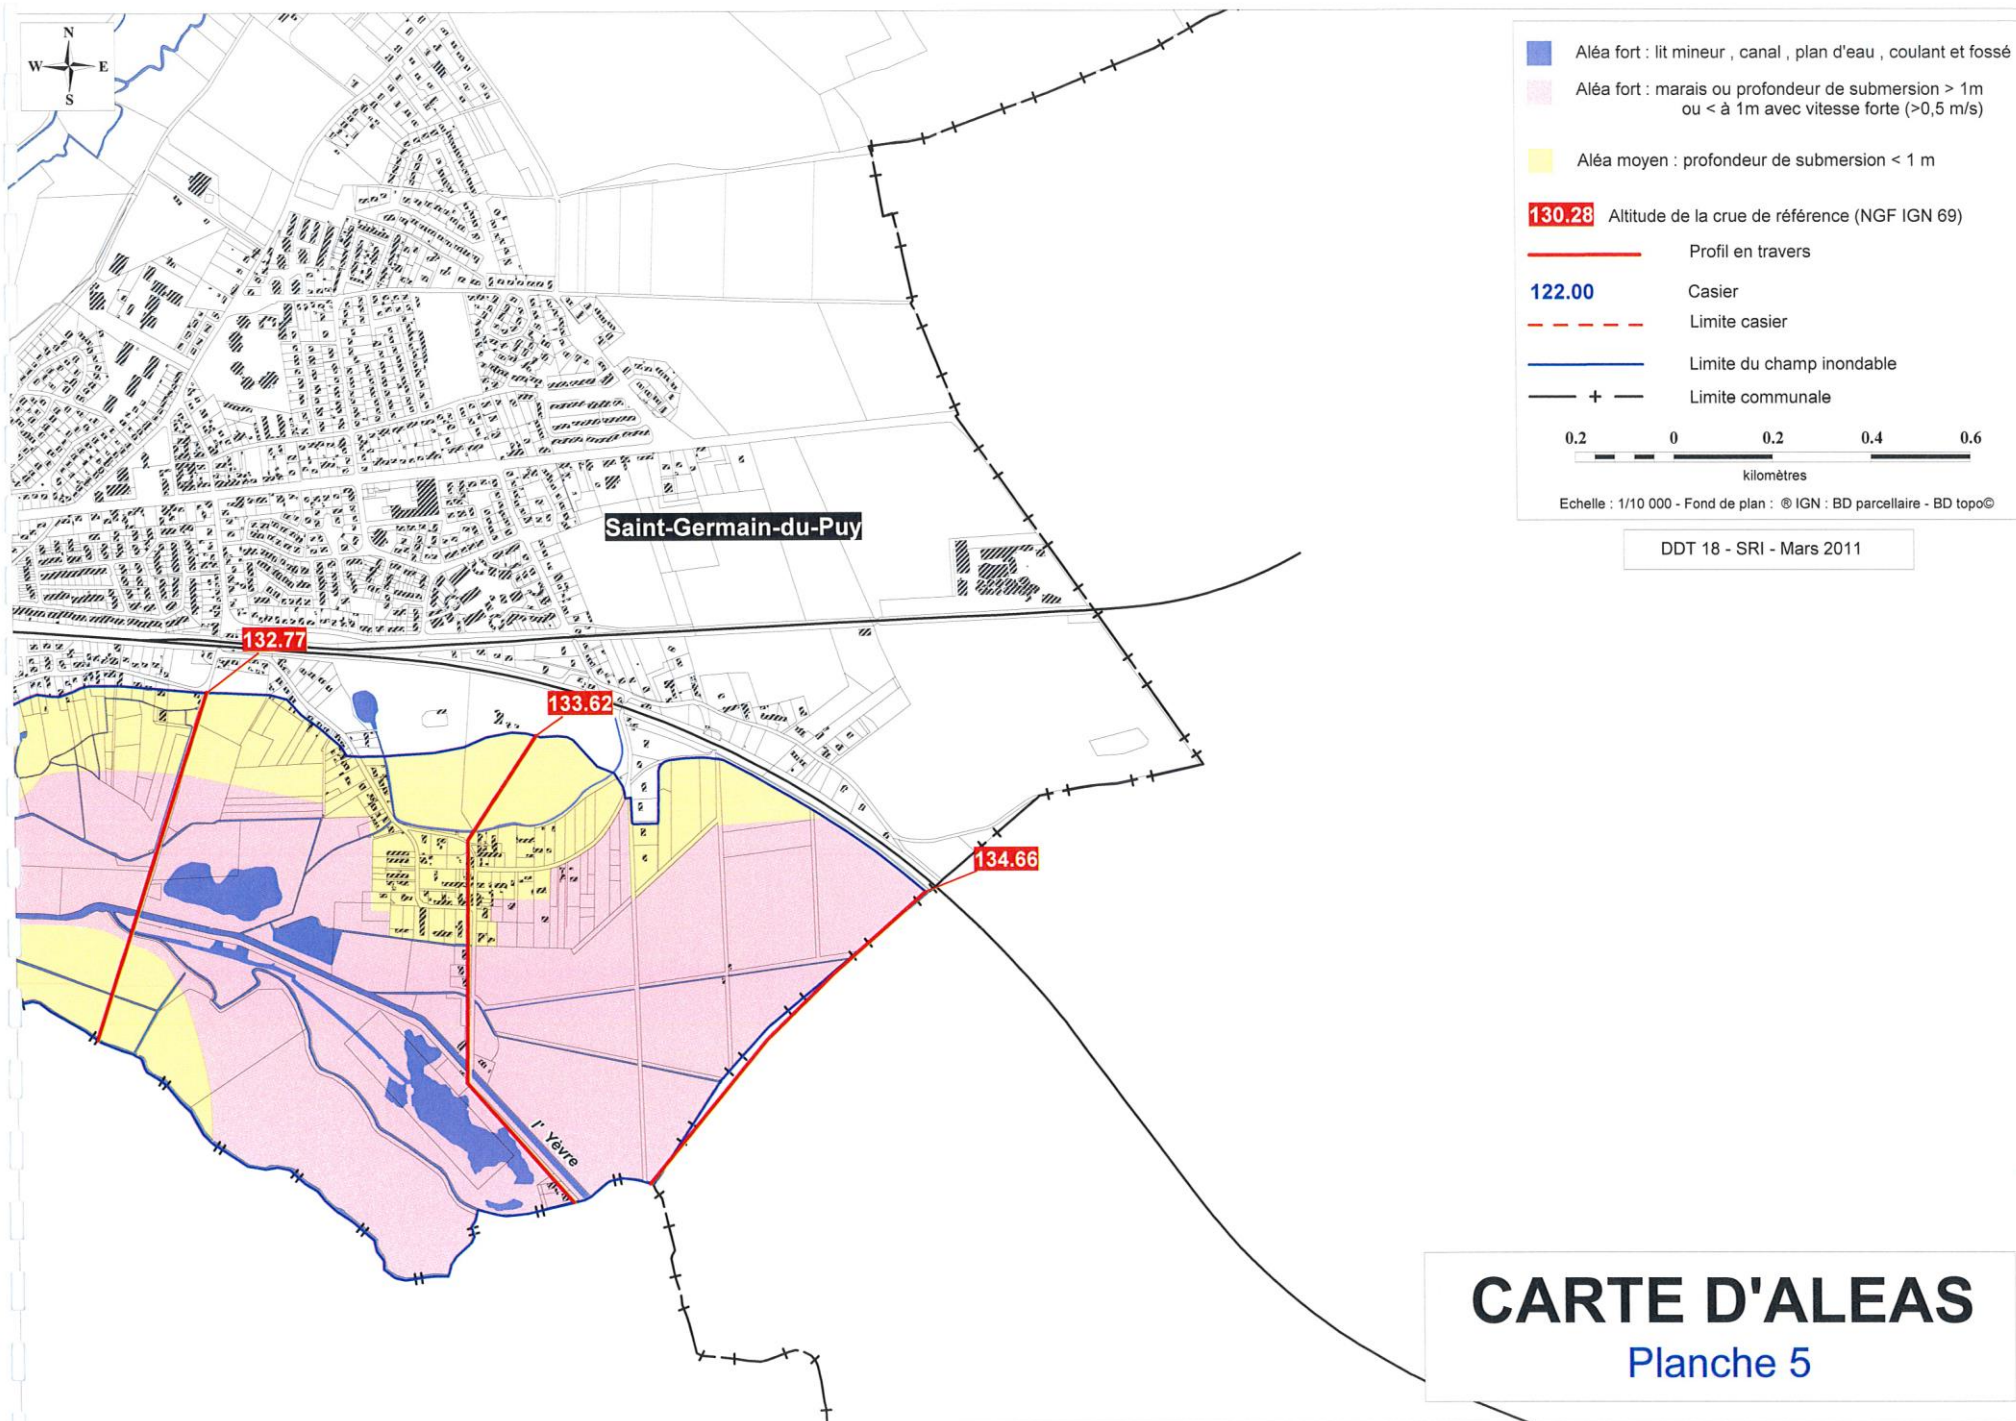 N
W E
S
Aléa fort : lit mineur , canal , plan d'eau , coulant et fossé
Aléa fort : marais ou profondeur de submersion > 1m
ou < à 1m avec vitesse forte (>0,5 m/s)
Aléa moyen : profondeur de submersion < 1 m
130.28 Altitude de la crue de référence (NGF IGN 69)
Profil en travers
122.00 Casier
Limite casier
Limite du champ inondable
Limite communale
0.2 0 0.2 0.4 0.6
kilomètres
Echelle : 1/10 000 - Fond de plan : ® IGN : BD parcellaire - BD topo©
DDT 18 - SRI - Mars 2011
Saint-Germain-du-Puy
132.77
133.62
134.66
l' Yèvre
CARTE D'ALEAS
Planche 5